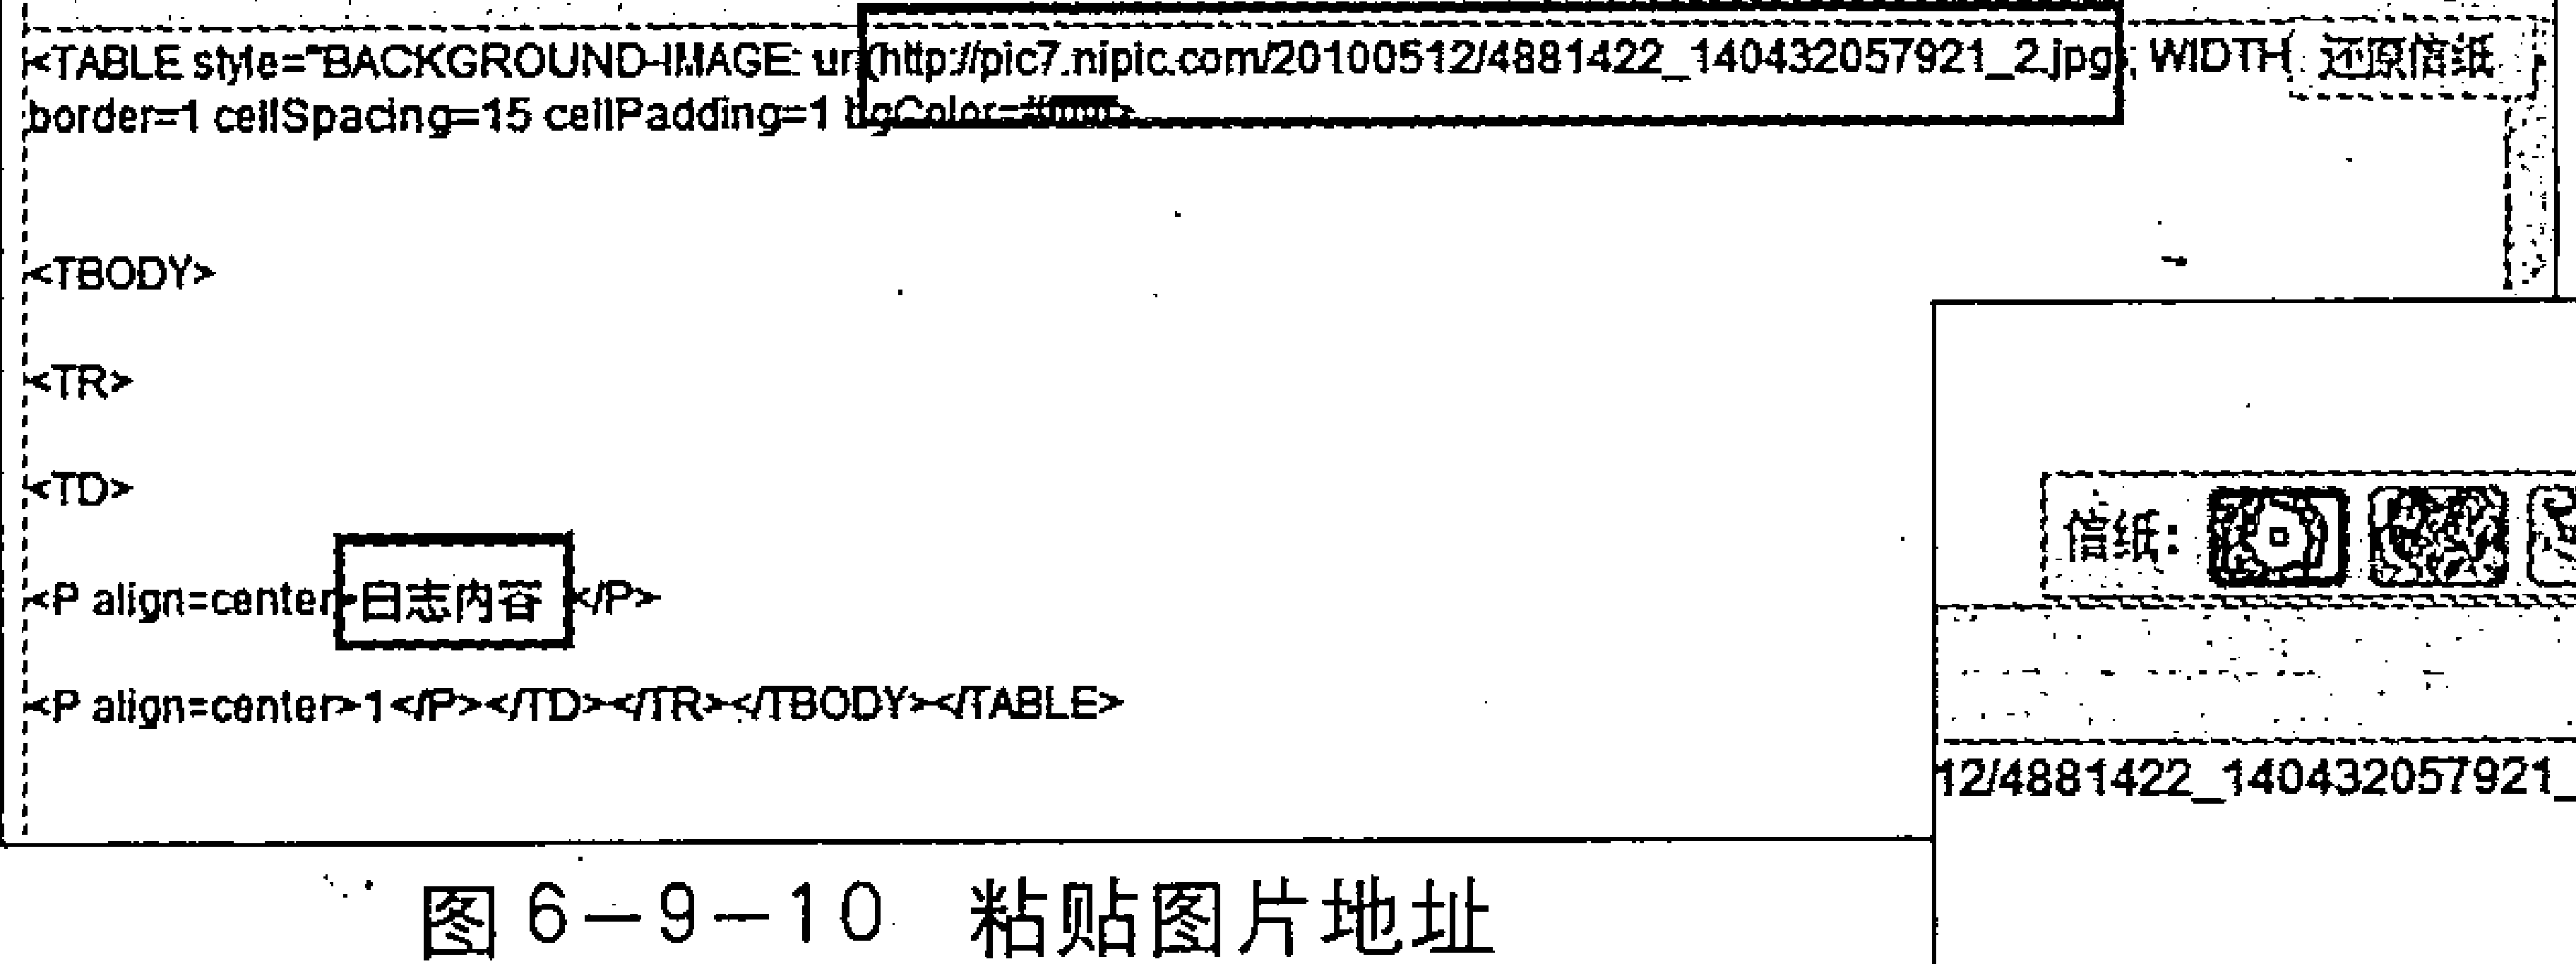 <TABLE style="BACKGROUND-IMAGE: url(http://pic7.nipic.com/20100512/4881422_140432057921_2.jpg); WIDTH 还原信纸
border=1 cellSpacing=15 cellPadding=1 bgColor=
<TBODY>
<TR>
<TD>
<P align=center>日志内容</P>
<P align=center>1</P></TD></TR></TBODY></TABLE>
信纸:
12/4881422_140432057921_
图6-9-10 粘贴图片地址